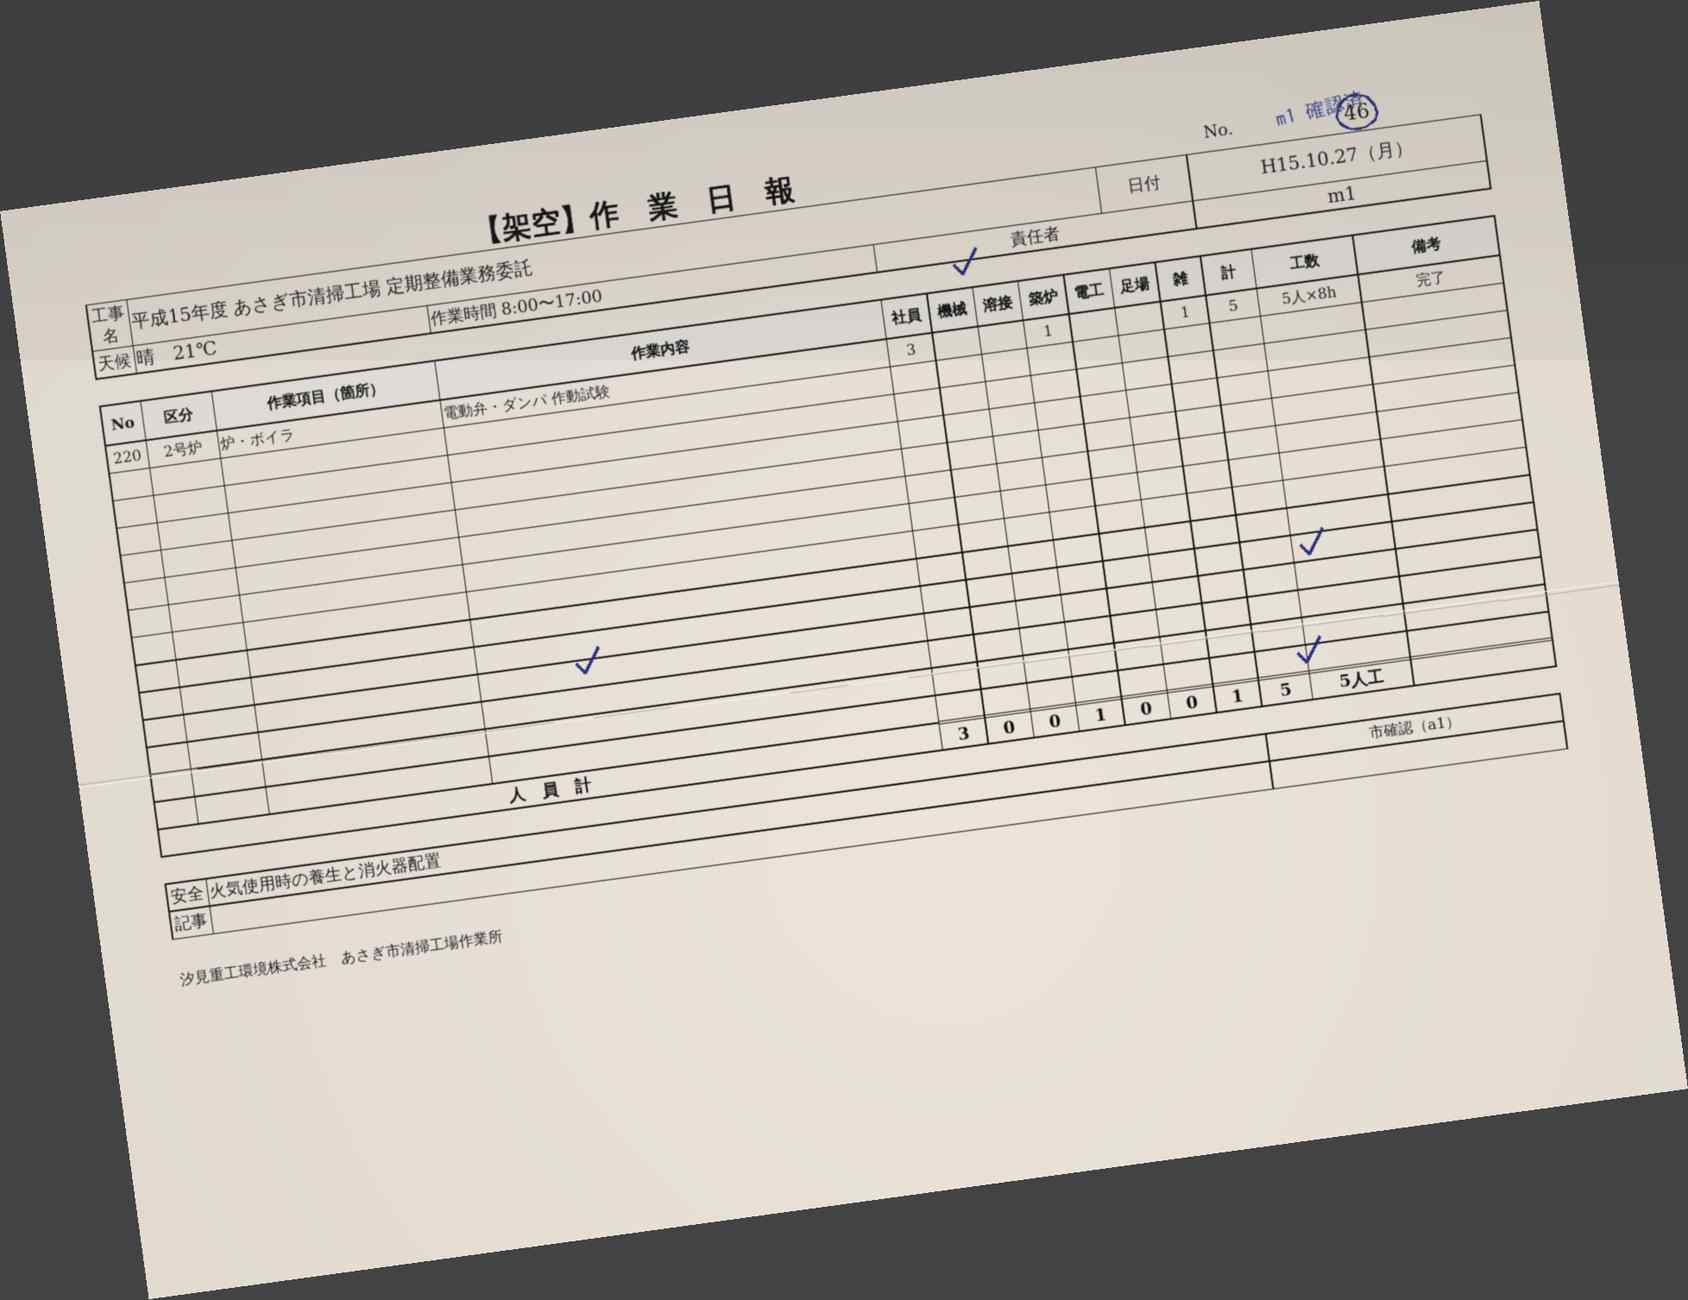 No. 46
m1 確認済
【架空】作 業 日 報
工事名 平成15年度 あさぎ市清掃工場 定期整備業務委託 日付 H15.10.27（月）
天候 晴 21℃ 作業時間 8:00〜17:00 責任者 m1
No 区分 作業項目（箇所） 作業内容 社員 機械 溶接 築炉 電工 足場 雑 計 工数 備考
220 2号炉 炉・ボイラ 電動弁・ダンパ 作動試験 3 1 1 5 5人×8h 完了
人 員 計 3 0 0 1 0 0 1 5 5人工
安全 火気使用時の養生と消火器配置 市確認（a1）
記事
汐見重工環境株式会社 あさぎ市清掃工場作業所